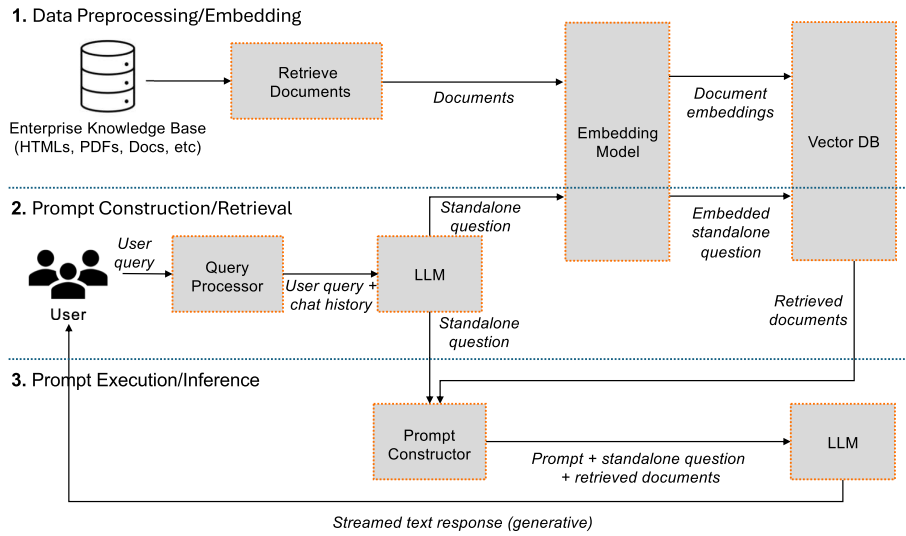 1. Data Preprocessing/Embedding
Retrieve
Documents
Documents
Embedding
Model
Document
embeddings
Vector DB
Enterprise Knowledge Base
(HTMLs, PDFs, Docs, etc)
2. Prompt Construction/Retrieval
User
query
Query
Processor
User query +
chat history
LLM
Standalone
question
Embedded
standalone
question
User
Standalone
question
Retrieved
documents
3. Prompt Execution/Inference
Prompt
Constructor
Prompt + standalone question
+ retrieved documents
LLM
Streamed text response (generative)